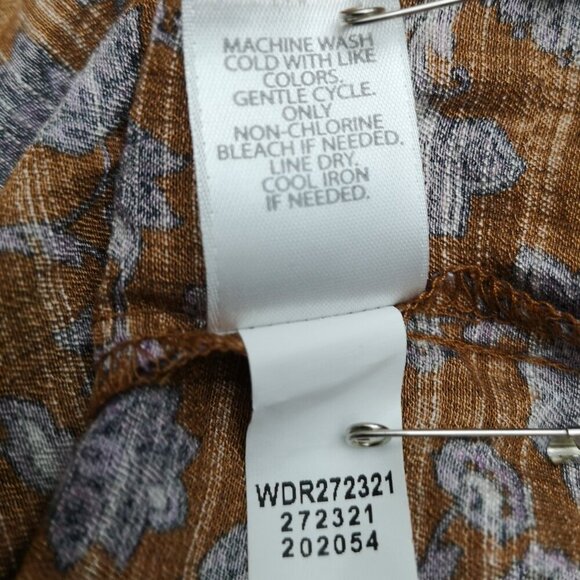 MACHINE WASH
COLD WITH LIKE
COLORS.
GENTLE CYCLE.
ONLY
NON-CHLORINE
BLEACH IF NEEDED.
LINE DRY.
COOL IRON
IF NEEDED.
WDR272321
272321
202054